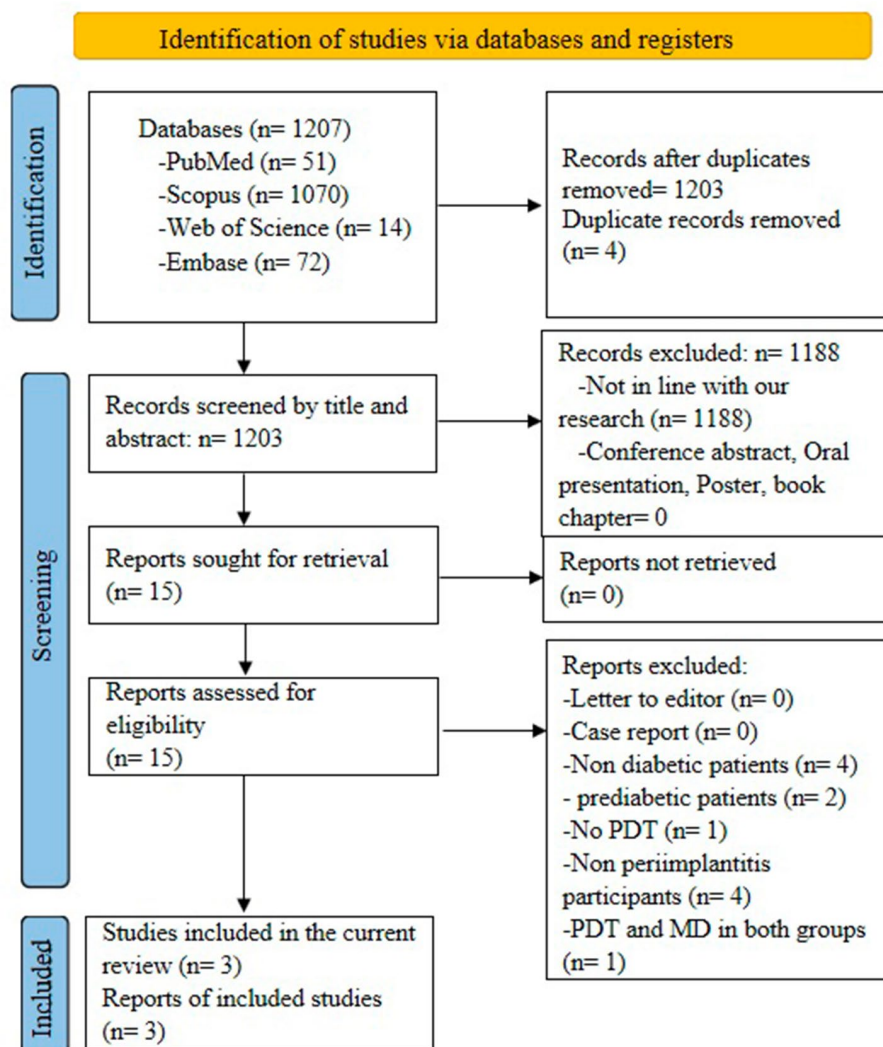 Identification of studies via databases and registers
Identification
Databases (n= 1207)
-PubMed (n= 51)
-Scopus (n= 1070)
-Web of Science (n= 14)
-Embase (n= 72)
Records after duplicates
removed= 1203
Duplicate records removed
(n= 4)
Screening
Records screened by title and
abstract: n= 1203
Records excluded: n= 1188
-Not in line with our
research (n= 1188)
-Conference abstract, Oral
presentation, Poster, book
chapter= 0
Reports sought for retrieval
(n= 15)
Reports not retrieved
(n= 0)
Reports assessed for
eligibility
(n= 15)
Reports excluded:
-Letter to editor (n= 0)
-Case report (n= 0)
-Non diabetic patients (n= 4)
- prediabetic patients (n= 2)
-No PDT (n= 1)
-Non periimplantitis
participants (n= 4)
-PDT and MD in both groups
(n= 1)
Included
Studies included in the current
review (n= 3)
Reports of included studies
(n= 3)